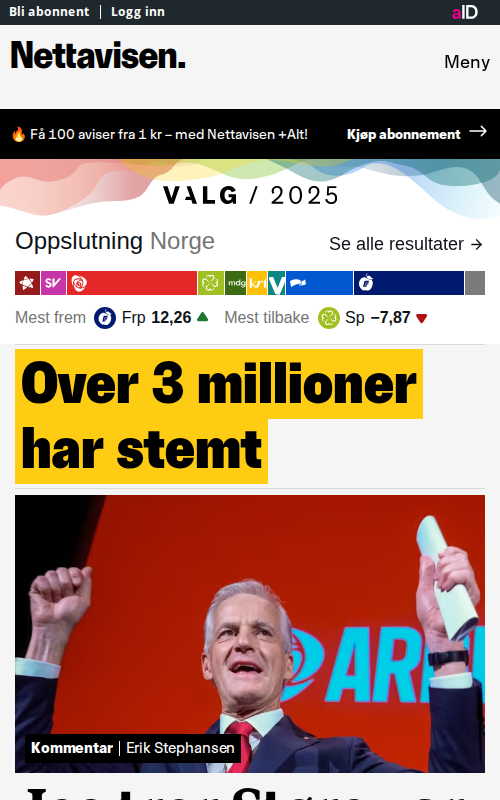 Bli abonnent | Logg inn
aID
Nettavisen.
Meny
🔥 Få 100 aviser fra 1 kr – med Nettavisen +Alt!
Kjøp abonnement →
VALG / 2025
Oppslutning Norge
Se alle resultater →
SV mdg krf V
Mest frem Frp 12,26 Mest tilbake Sp −7,87
Over 3 millioner
har stemt
Kommentar | Erik Stephansen